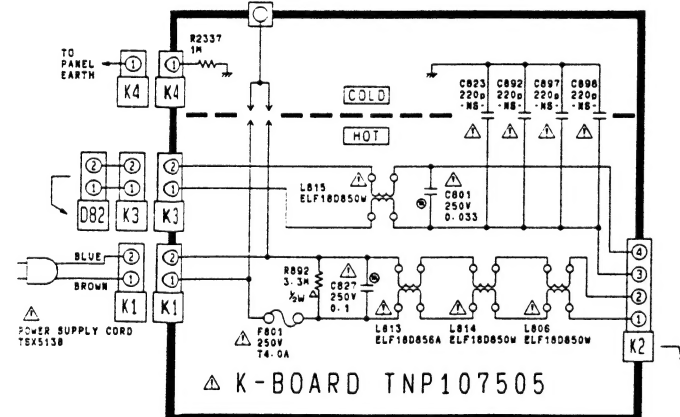 R2337
1M
TO
PANEL
EARTH
1
1
K4
K4
C823
220p
-NS-
C892
220p
-NS-
C897
220p
-NS-
C898
220p
-NS-
COLD
HOT
2
2
2
1
1
1
D82
K3
K3
L815
ELF18D850W
C801
250V
0.033
BLUE
BROWN
2
2
1
1
K1
K1
POWER SUPPLY CORD
TSX5138
R892
3.3M
½W
C827
250V
0.1
F801
250V
T4.0A
L813
ELF18D856A
L814
ELF18D850W
L806
ELF18D850W
4
3
2
1
K2
K-BOARD TNP107505